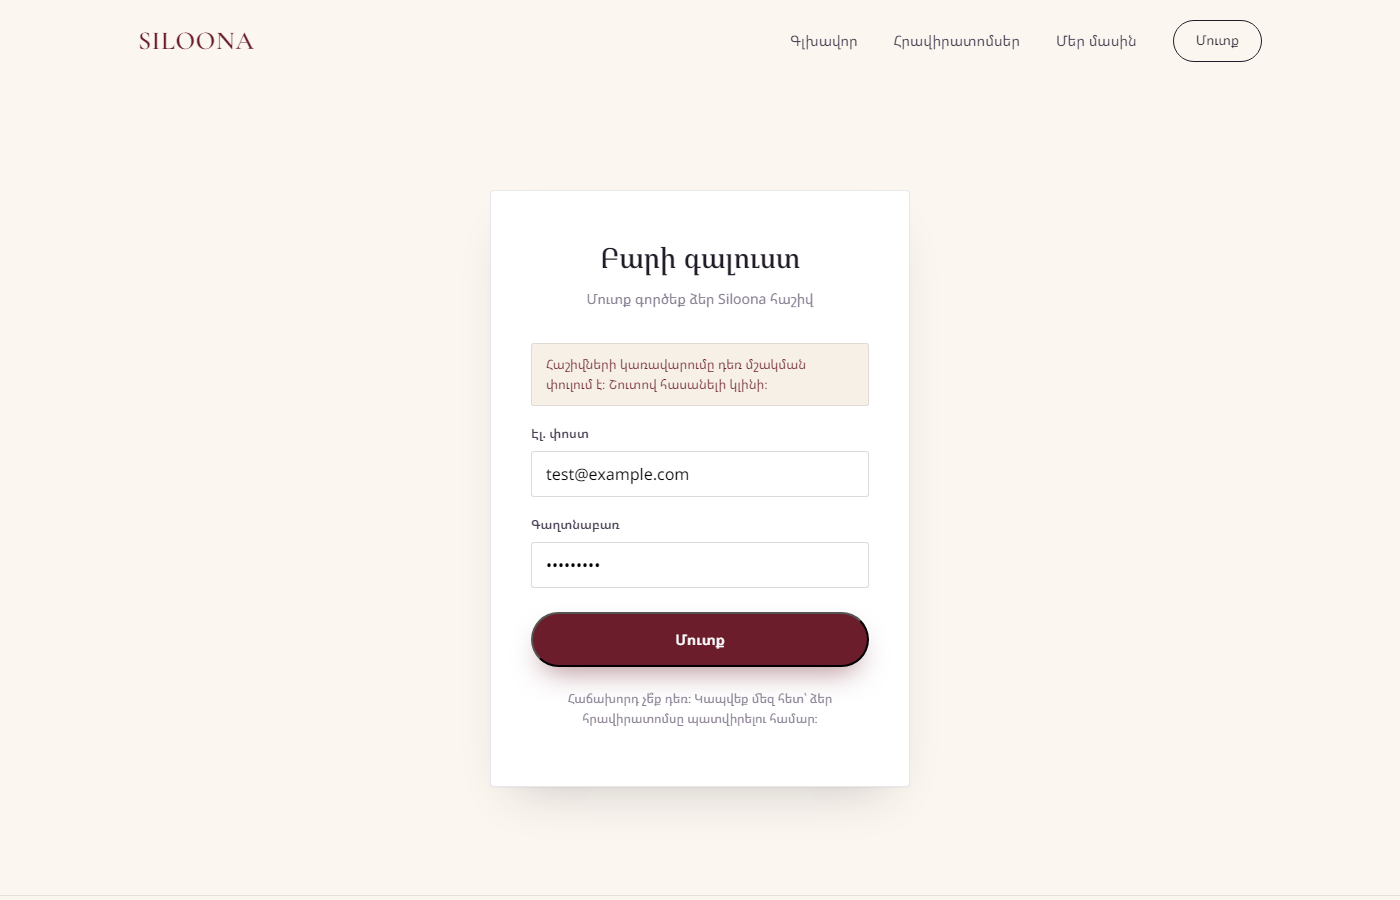 SILOONA
Գլխավոր
Հրավիրատոմսեր
Մեր մասին
Մուտք
Բարի գալուստ
Մուտք գործեք ձեր Siloona հաշիվ
Հաշիվների կառավարումը դեռ մշակման
փուլում է։ Շուտով հասանելի կլինի։
Էլ. փոստ
test@example.com
Գաղտնաբառ
•••••••••
Մուտք
Հաճախորդ չե՞ք դեռ։ Կապվեք մեզ հետ՝ ձեր
հրավիրատոմսը պատվիրելու համար։